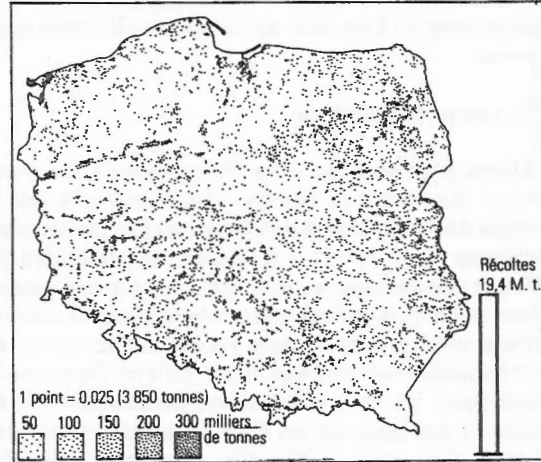 Récoltes
19,4 M. t.
1 point = 0,025 (3 850 tonnes)
50 100 150 200 300 milliers
de tonnes